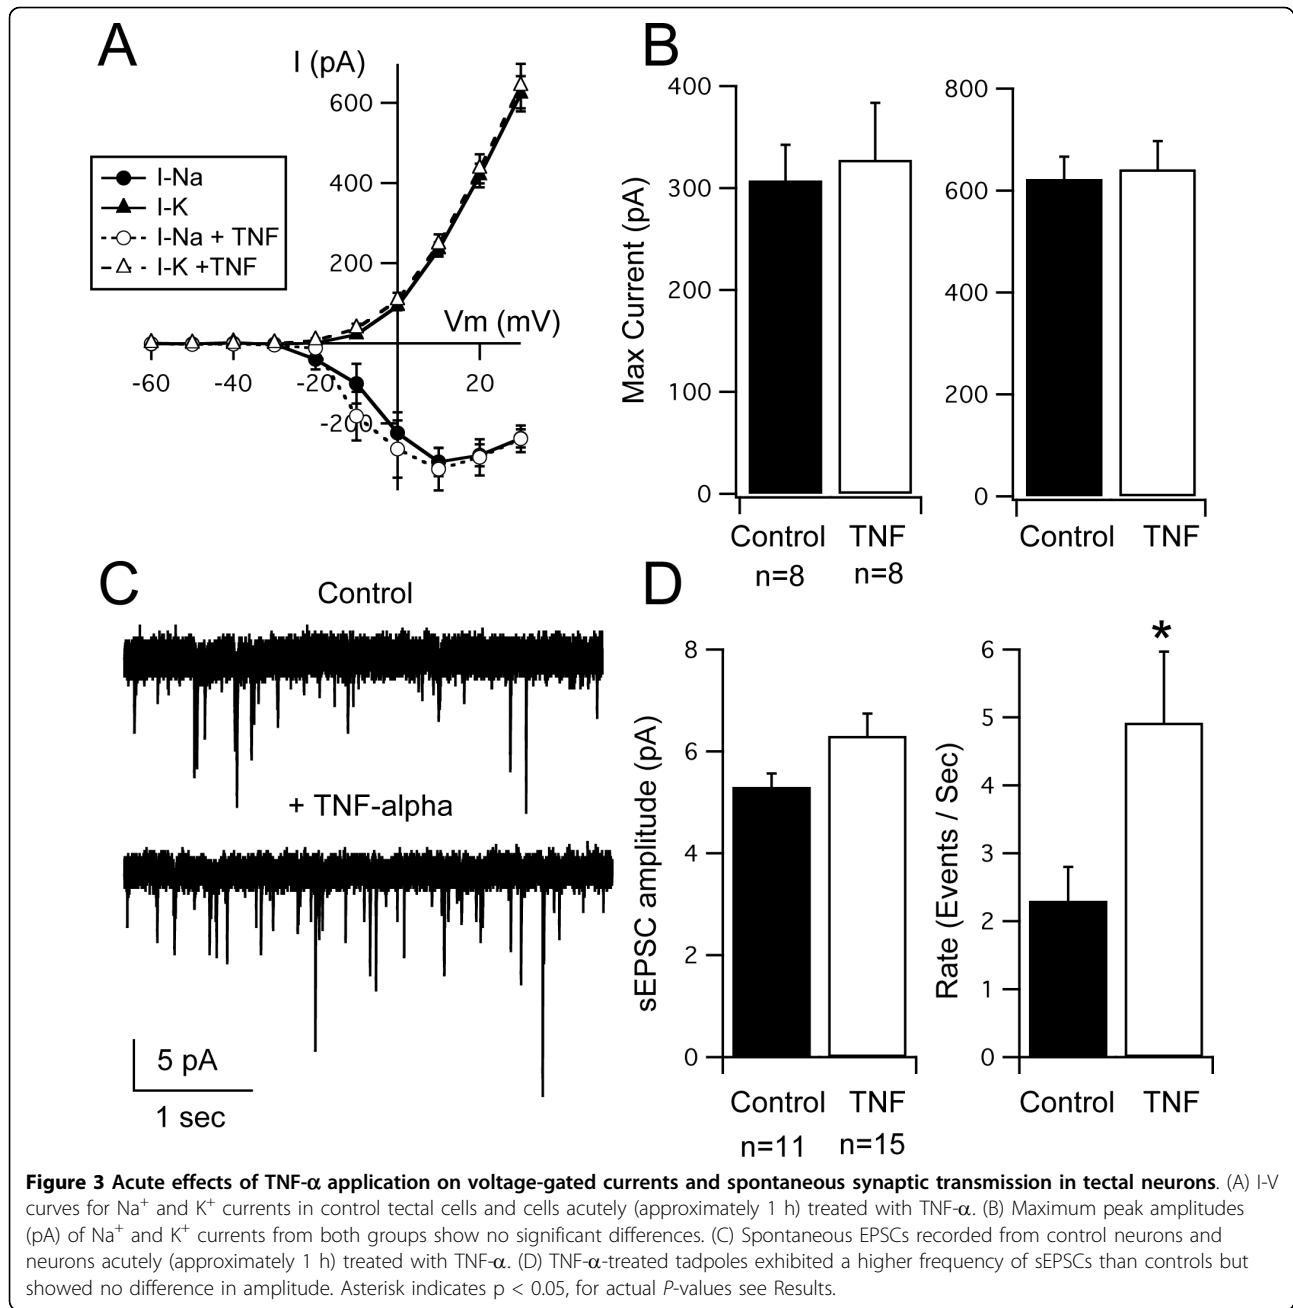 A
I (pA)
600
400
200
I-Na
I-K
I-Na + TNF
I-K +TNF
Vm (mV)
-60
-40
-20
20
-200
B
Max Current (pA)
400
300
200
100
0
Control
TNF
n=8
n=8
800
600
400
200
0
Control
TNF
C
Control
+ TNF-alpha
5 pA
1 sec
D
sEPSC amplitude (pA)
8
6
4
2
0
Control
TNF
n=11
n=15
Rate (Events / Sec)
6
5
4
3
2
1
0
*
Control
TNF
Figure 3 Acute effects of TNF-α application on voltage-gated currents and spontaneous synaptic transmission in tectal neurons. (A) I-V
curves for Na⁺ and K⁺ currents in control tectal cells and cells acutely (approximately 1 h) treated with TNF-α. (B) Maximum peak amplitudes
(pA) of Na⁺ and K⁺ currents from both groups show no significant differences. (C) Spontaneous EPSCs recorded from control neurons and
neurons acutely (approximately 1 h) treated with TNF-α. (D) TNF-α-treated tadpoles exhibited a higher frequency of sEPSCs than controls but
showed no difference in amplitude. Asterisk indicates p < 0.05, for actual P-values see Results.